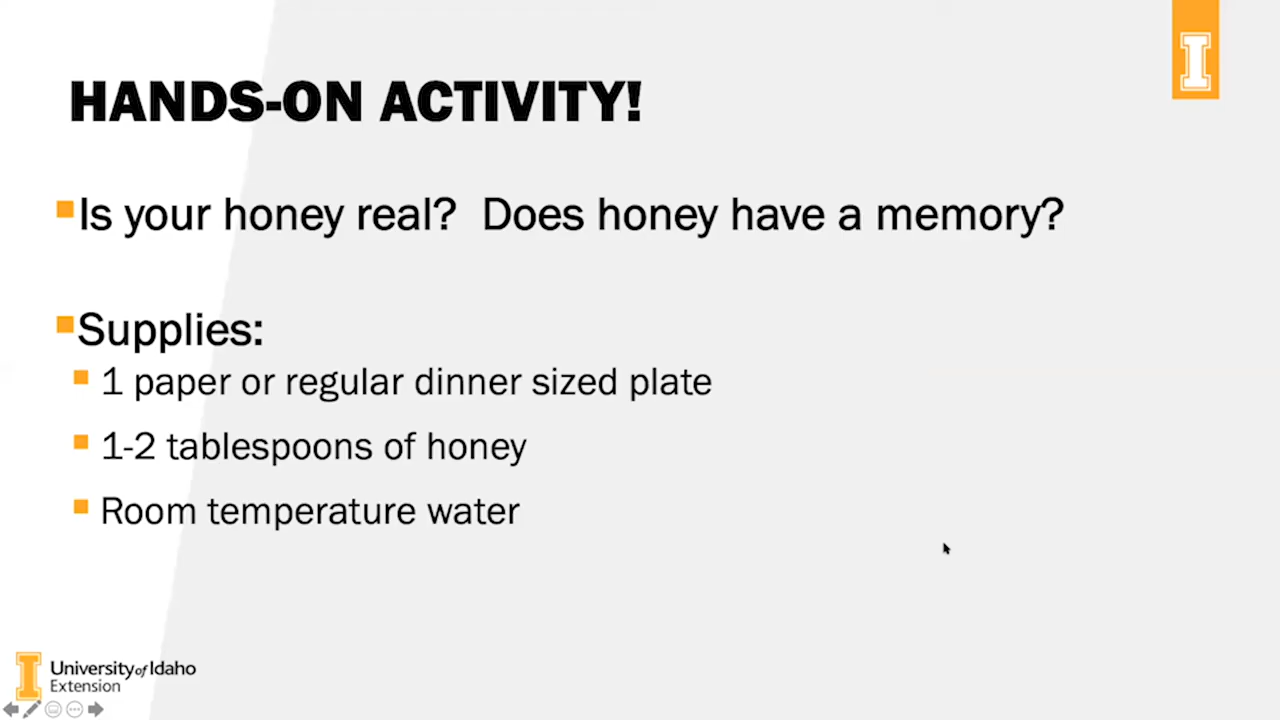 HANDS-ON ACTIVITY!
Is your honey real?  Does honey have a memory?
Supplies:
1 paper or regular dinner sized plate
1-2 tablespoons of honey
Room temperature water
I
University of Idaho
Extension